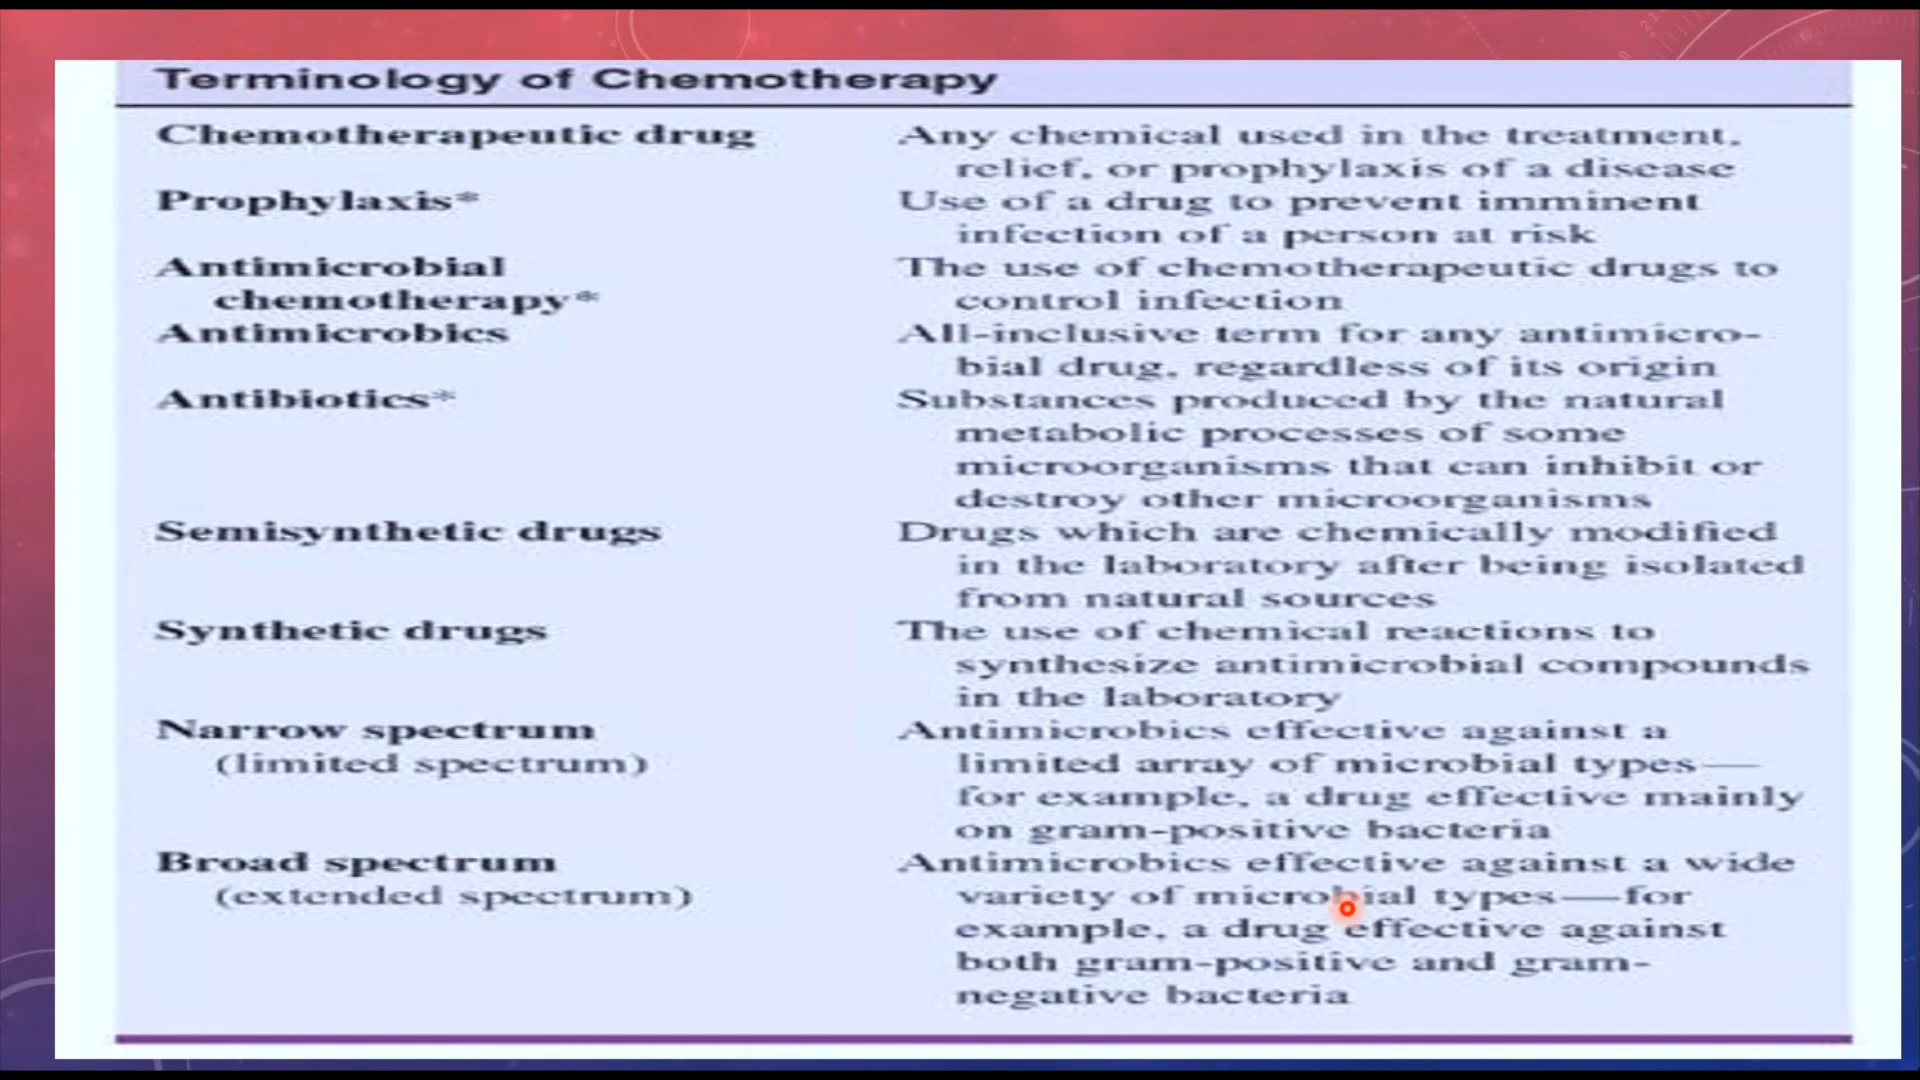 Terminology of Chemotherapy
Chemotherapeutic drug Any chemical used in the treatment,
relief, or prophylaxis of a disease
Prophylaxis* Use of a drug to prevent imminent
infection of a person at risk
Antimicrobial The use of chemotherapeutic drugs to
chemotherapy* control infection
Antimicrobics All-inclusive term for any antimicro-
bial drug, regardless of its origin
Antibiotics* Substances produced by the natural
metabolic processes of some
microorganisms that can inhibit or
destroy other microorganisms
Semisynthetic drugs Drugs which are chemically modified
in the laboratory after being isolated
from natural sources
Synthetic drugs The use of chemical reactions to
synthesize antimicrobial compounds
in the laboratory
Narrow spectrum Antimicrobics effective against a
(limited spectrum) limited array of microbial types—
for example, a drug effective mainly
on gram-positive bacteria
Broad spectrum Antimicrobics effective against a wide
(extended spectrum) variety of microbial types—for
example, a drug effective against
both gram-positive and gram-
negative bacteria